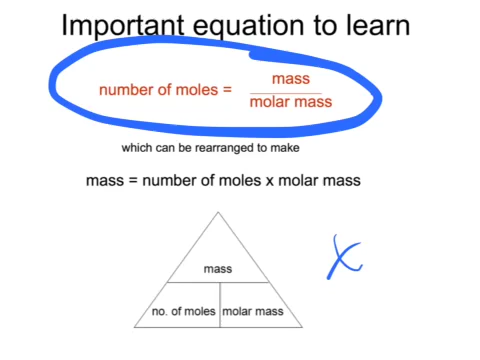 Important equation to learn
number of moles = mass
molar mass
which can be rearranged to make
mass = number of moles x molar mass
mass
x
no. of moles molar mass